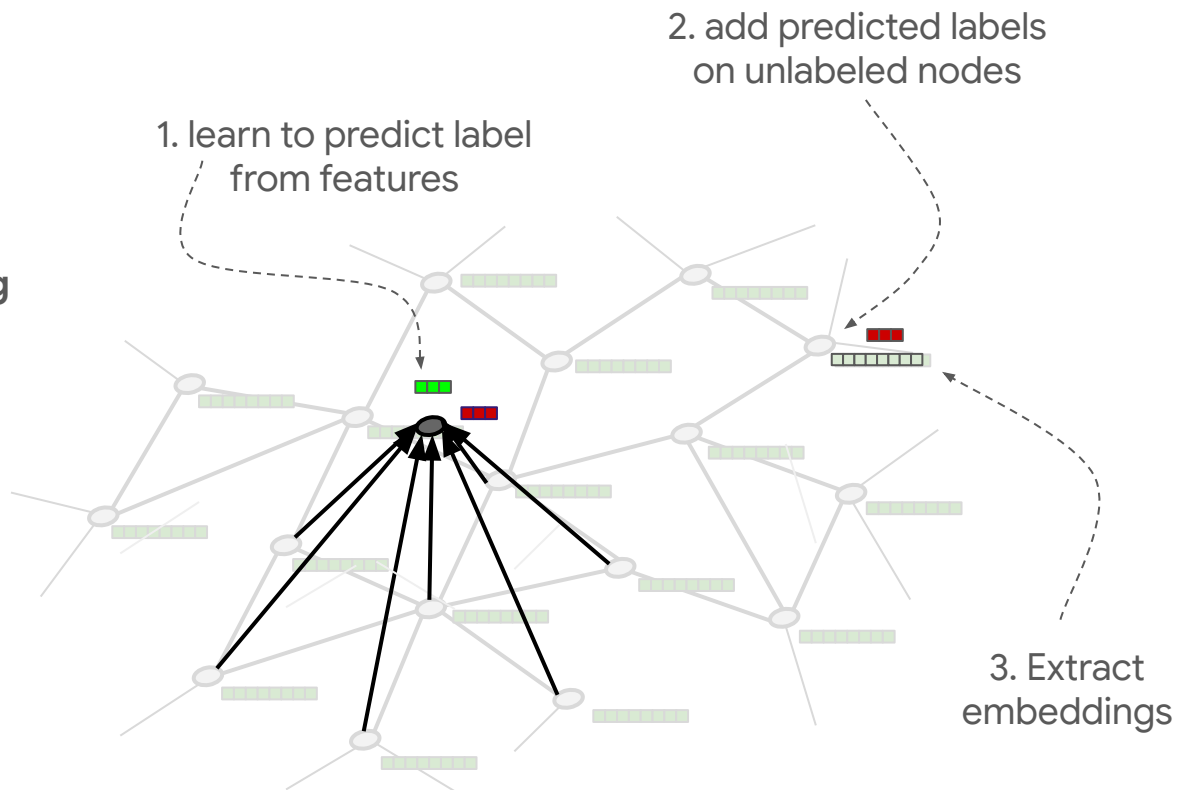 2. add predicted labels
on unlabeled nodes
1. learn to predict label
from features
3. Extract
embeddings